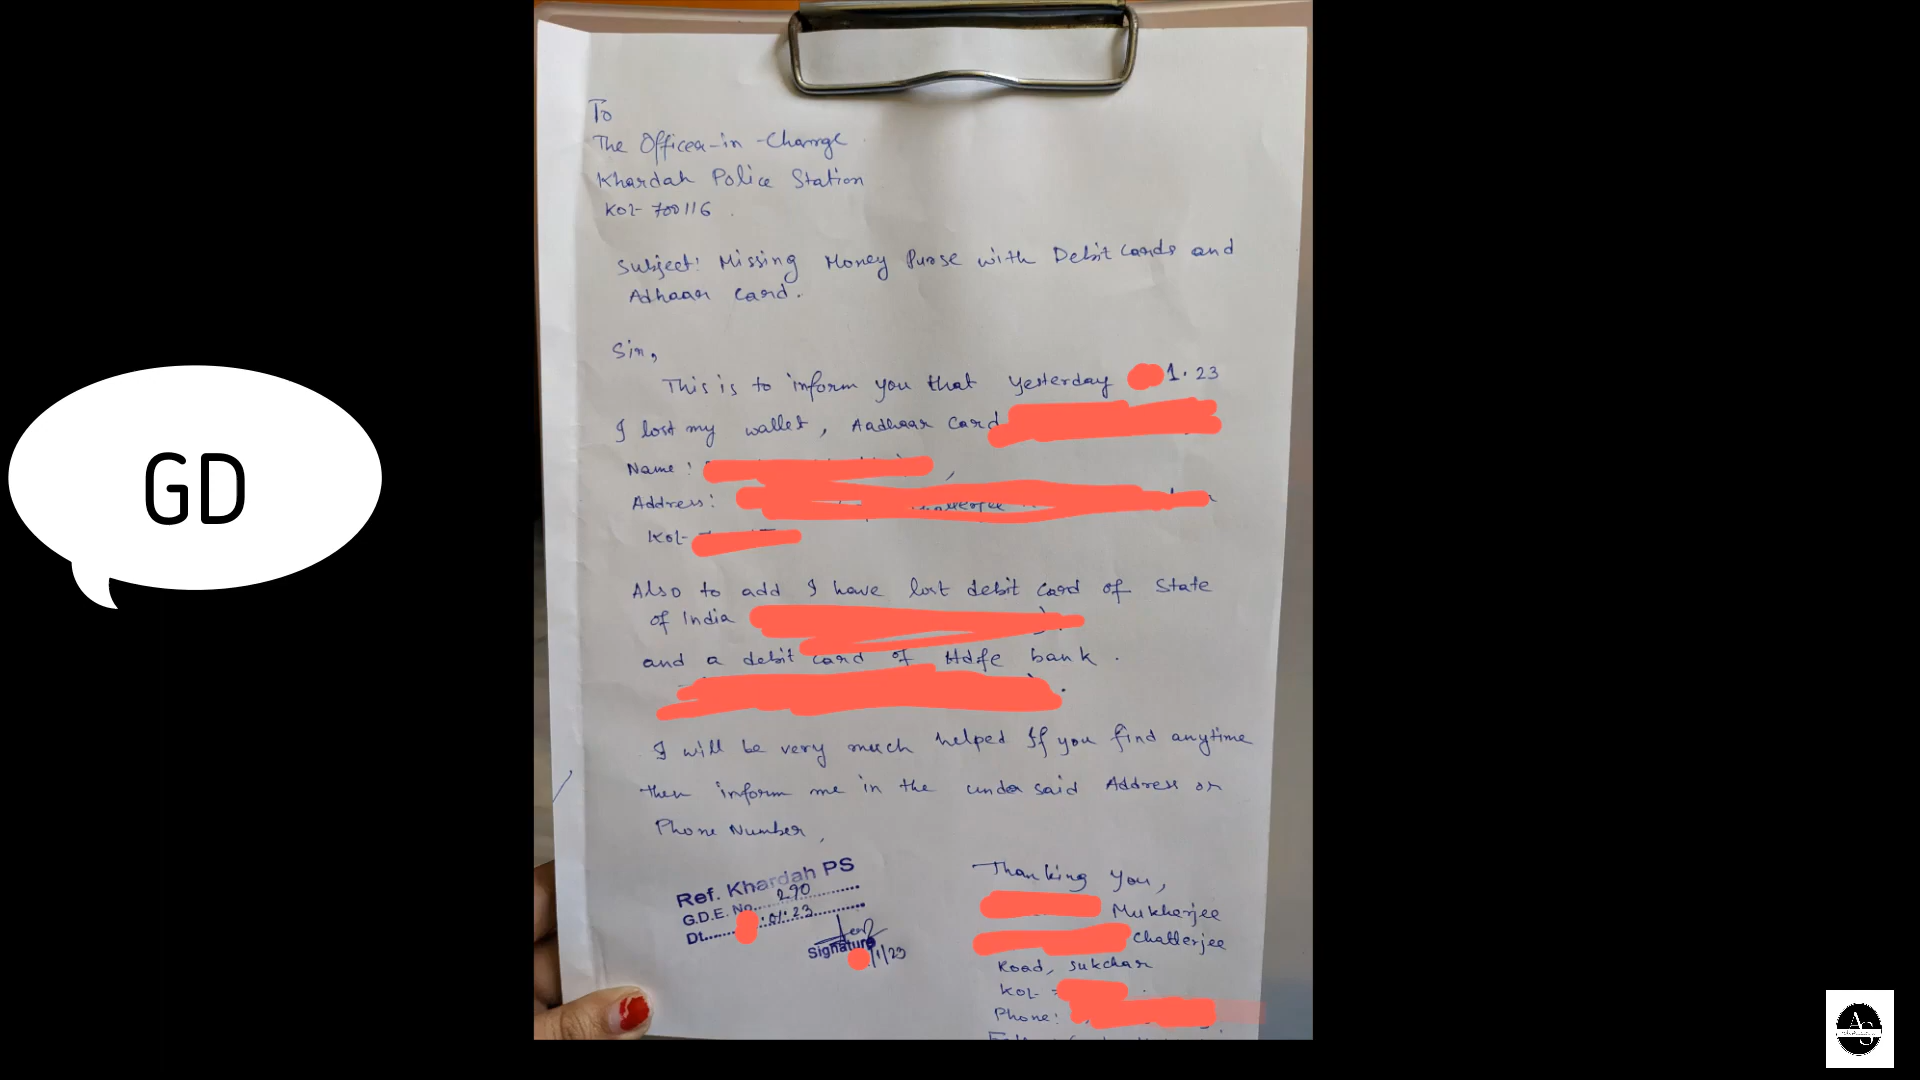 GD
To
The Officer-in-Charge
Khardah Police Station
Kol- 700116
Subject: Missing Money Purse with Debit Cards and
Adhaar Card.
Sir,
This is to inform you that yesterday 1.23
I lost my wallet, Aadhaar Card
Name :
Address:
Kol-
Also to add I have lost debit card of State
of India
and a debit card of Hdfc bank.
I will be very much helped If you find anytime
then inform me in the unde said Address or
Phone Number,
Ref. Khardah PS
G.D.E. No. 290
Dt. 01.23
Signature
1/23
Thanking you,
Mukherjee
Chatterjee
Road, Sukchar
Kol-
Phone:
AS